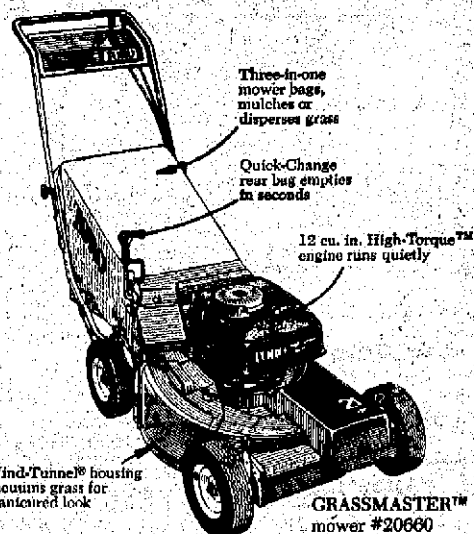 Three-in-one
mower bags,
mulches or
disperses grass
Quick-Change
rear bag empties
in seconds
12 cu. in. High-Torque™
engine runs quietly
ind-Tunnel® housing
acuums grass for
anicured look
GRASSMASTER™
mower #20660
21